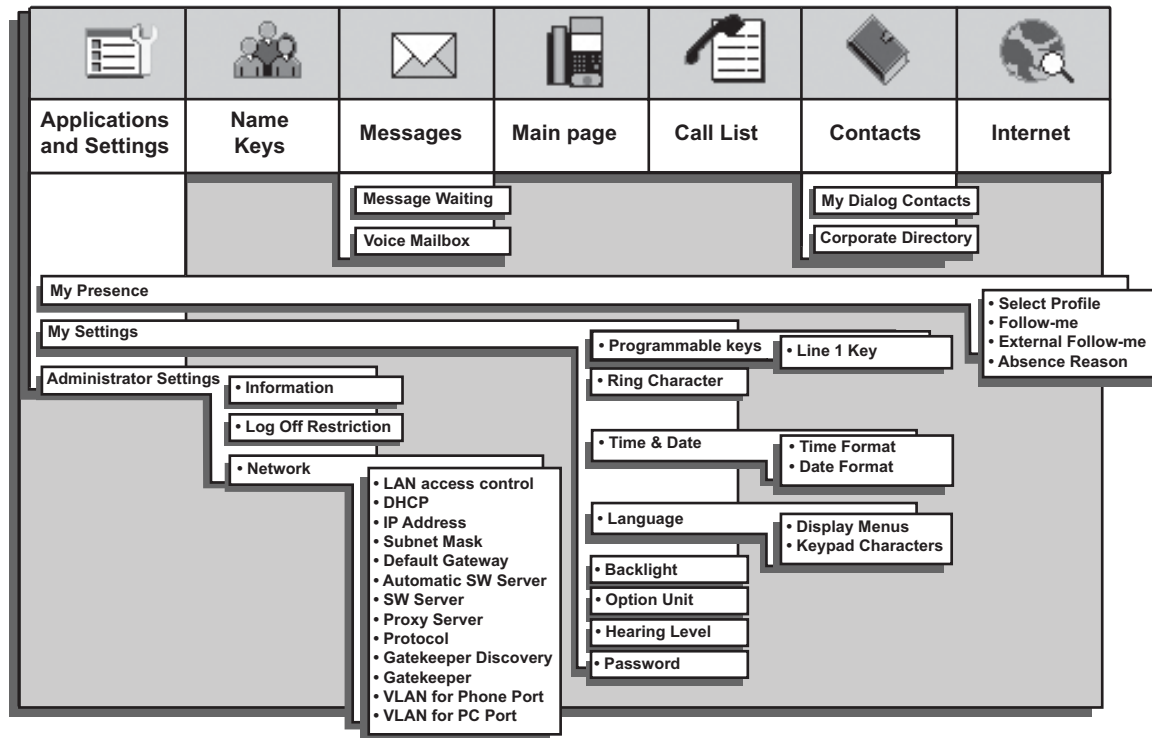 Applications
and Settings
Name
Keys
Messages
Main page
Call List
Contacts
Internet
Message Waiting
Voice Mailbox
My Dialog Contacts
Corporate Directory
My Presence
• Select Profile
• Follow-me
• External Follow-me
• Absence Reason
My Settings
• Programmable keys
• Line 1 Key
• Ring Character
• Time & Date
• Time Format
• Date Format
• Language
• Display Menus
• Keypad Characters
• Backlight
• Option Unit
• Hearing Level
• Password
Administrator Settings
• Information
• Log Off Restriction
• Network
• LAN access control
• DHCP
• IP Address
• Subnet Mask
• Default Gateway
• Automatic SW Server
• SW Server
• Proxy Server
• Protocol
• Gatekeeper Discovery
• Gatekeeper
• VLAN for Phone Port
• VLAN for PC Port